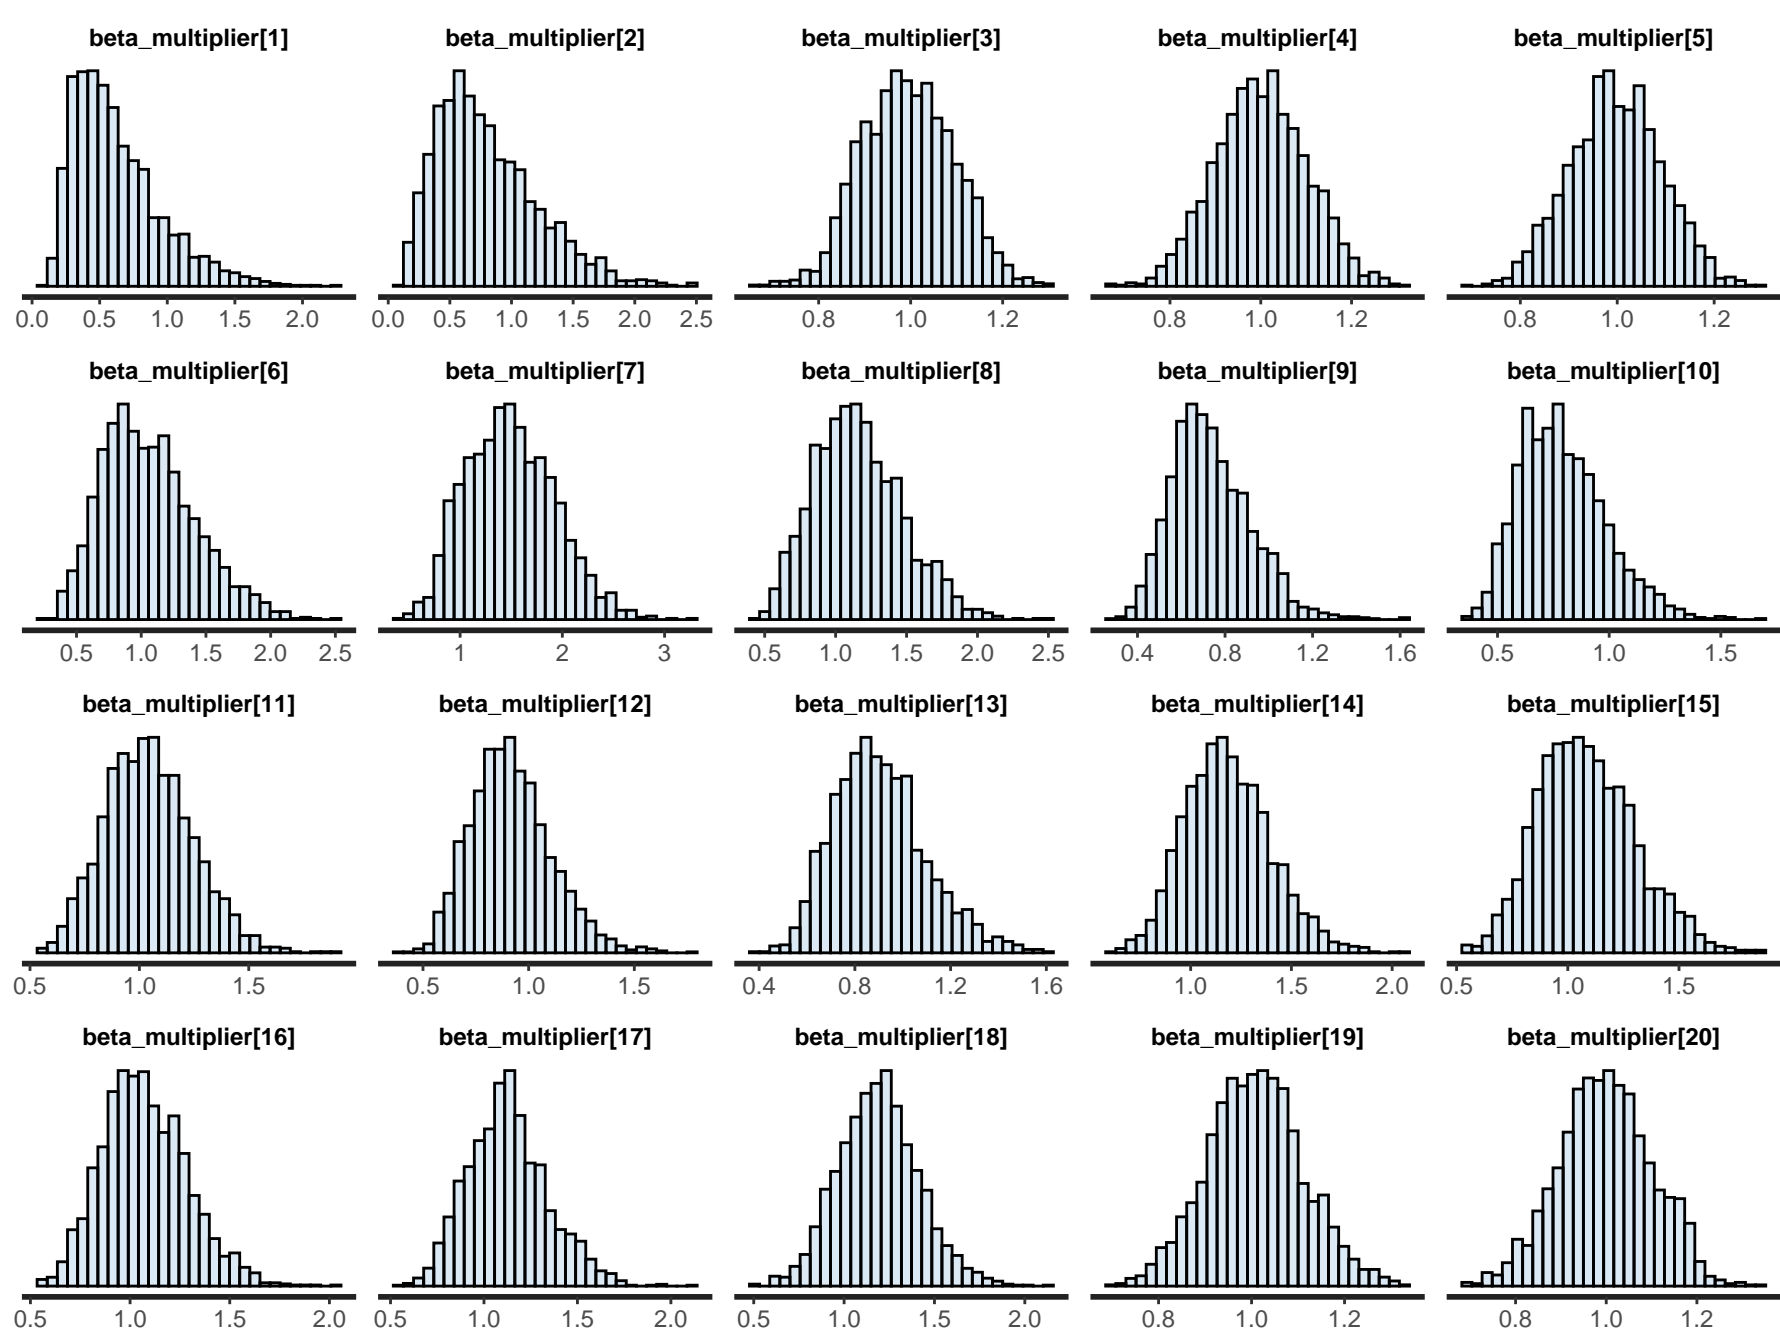 beta_multiplier[1] beta_multiplier[2] beta_multiplier[3] beta_multiplier[4] beta_multiplier[5]
0.0 0.5 1.0 1.5 2.0 0.0 0.5 1.0 1.5 2.0 2.5 0.8 1.0 1.2 0.8 1.0 1.2 0.8 1.0 1.2
beta_multiplier[6] beta_multiplier[7] beta_multiplier[8] beta_multiplier[9] beta_multiplier[10]
0.5 1.0 1.5 2.0 2.5 1 2 3 0.5 1.0 1.5 2.0 2.5 0.4 0.8 1.2 1.6 0.5 1.0 1.5
beta_multiplier[11] beta_multiplier[12] beta_multiplier[13] beta_multiplier[14] beta_multiplier[15]
0.5 1.0 1.5 0.5 1.0 1.5 0.4 0.8 1.2 1.6 1.0 1.5 2.0 0.5 1.0 1.5
beta_multiplier[16] beta_multiplier[17] beta_multiplier[18] beta_multiplier[19] beta_multiplier[20]
0.5 1.0 1.5 2.0 0.5 1.0 1.5 2.0 0.5 1.0 1.5 2.0 0.8 1.0 1.2 0.8 1.0 1.2